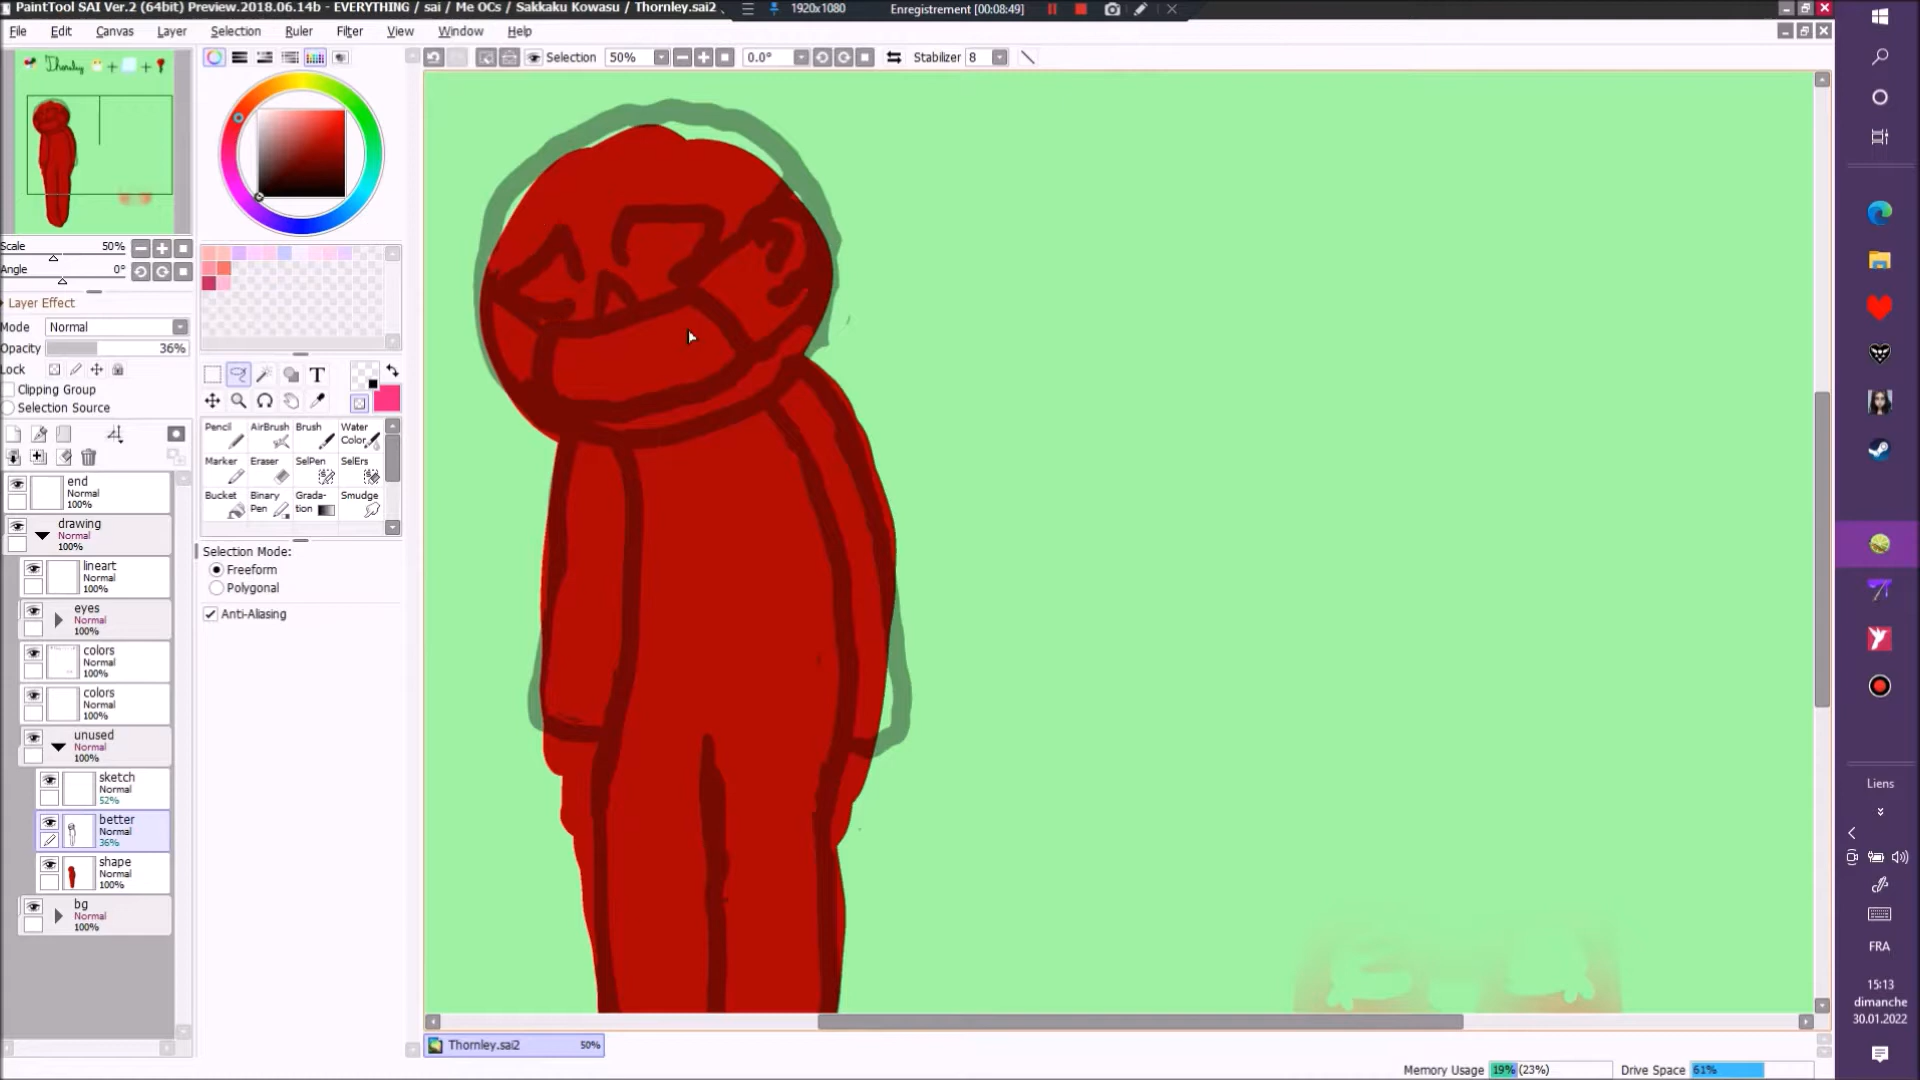 PaintTool SAI Ver.2 (64bit) Preview.2018.06.14b - EVERYTHING / sai / Me OCs / Sakkaku Kowasu / Thornley.sai2
1920x1080
Enregistrement [00:08:49]
File Edit Canvas Layer Selection Ruler Filter View Window Help
Selection 50% 0.0° Stabilizer 8
Thornley + +
Scale 50%
Angle 0°
Layer Effect
Mode Normal
Opacity 36%
Lock
Clipping Group
Selection Source
T
Pencil AirBrush Brush Water Color
Marker Eraser SelPen SelErs
Bucket Binary Pen Grada-tion Smudge
Selection Mode:
Freeform
Polygonal
Anti-Aliasing
end
Normal
100%
drawing
Normal
100%
lineart
Normal
100%
eyes
Normal
100%
colors
Normal
100%
colors
Normal
100%
unused
Normal
100%
sketch
Normal
52%
better
Normal
36%
shape
Normal
100%
bg
Normal
100%
Thornley.sai2 50%
Memory Usage 19% (23%) Drive Space 61%
Liens
FRA
15:13
dimanche
30.01.2022